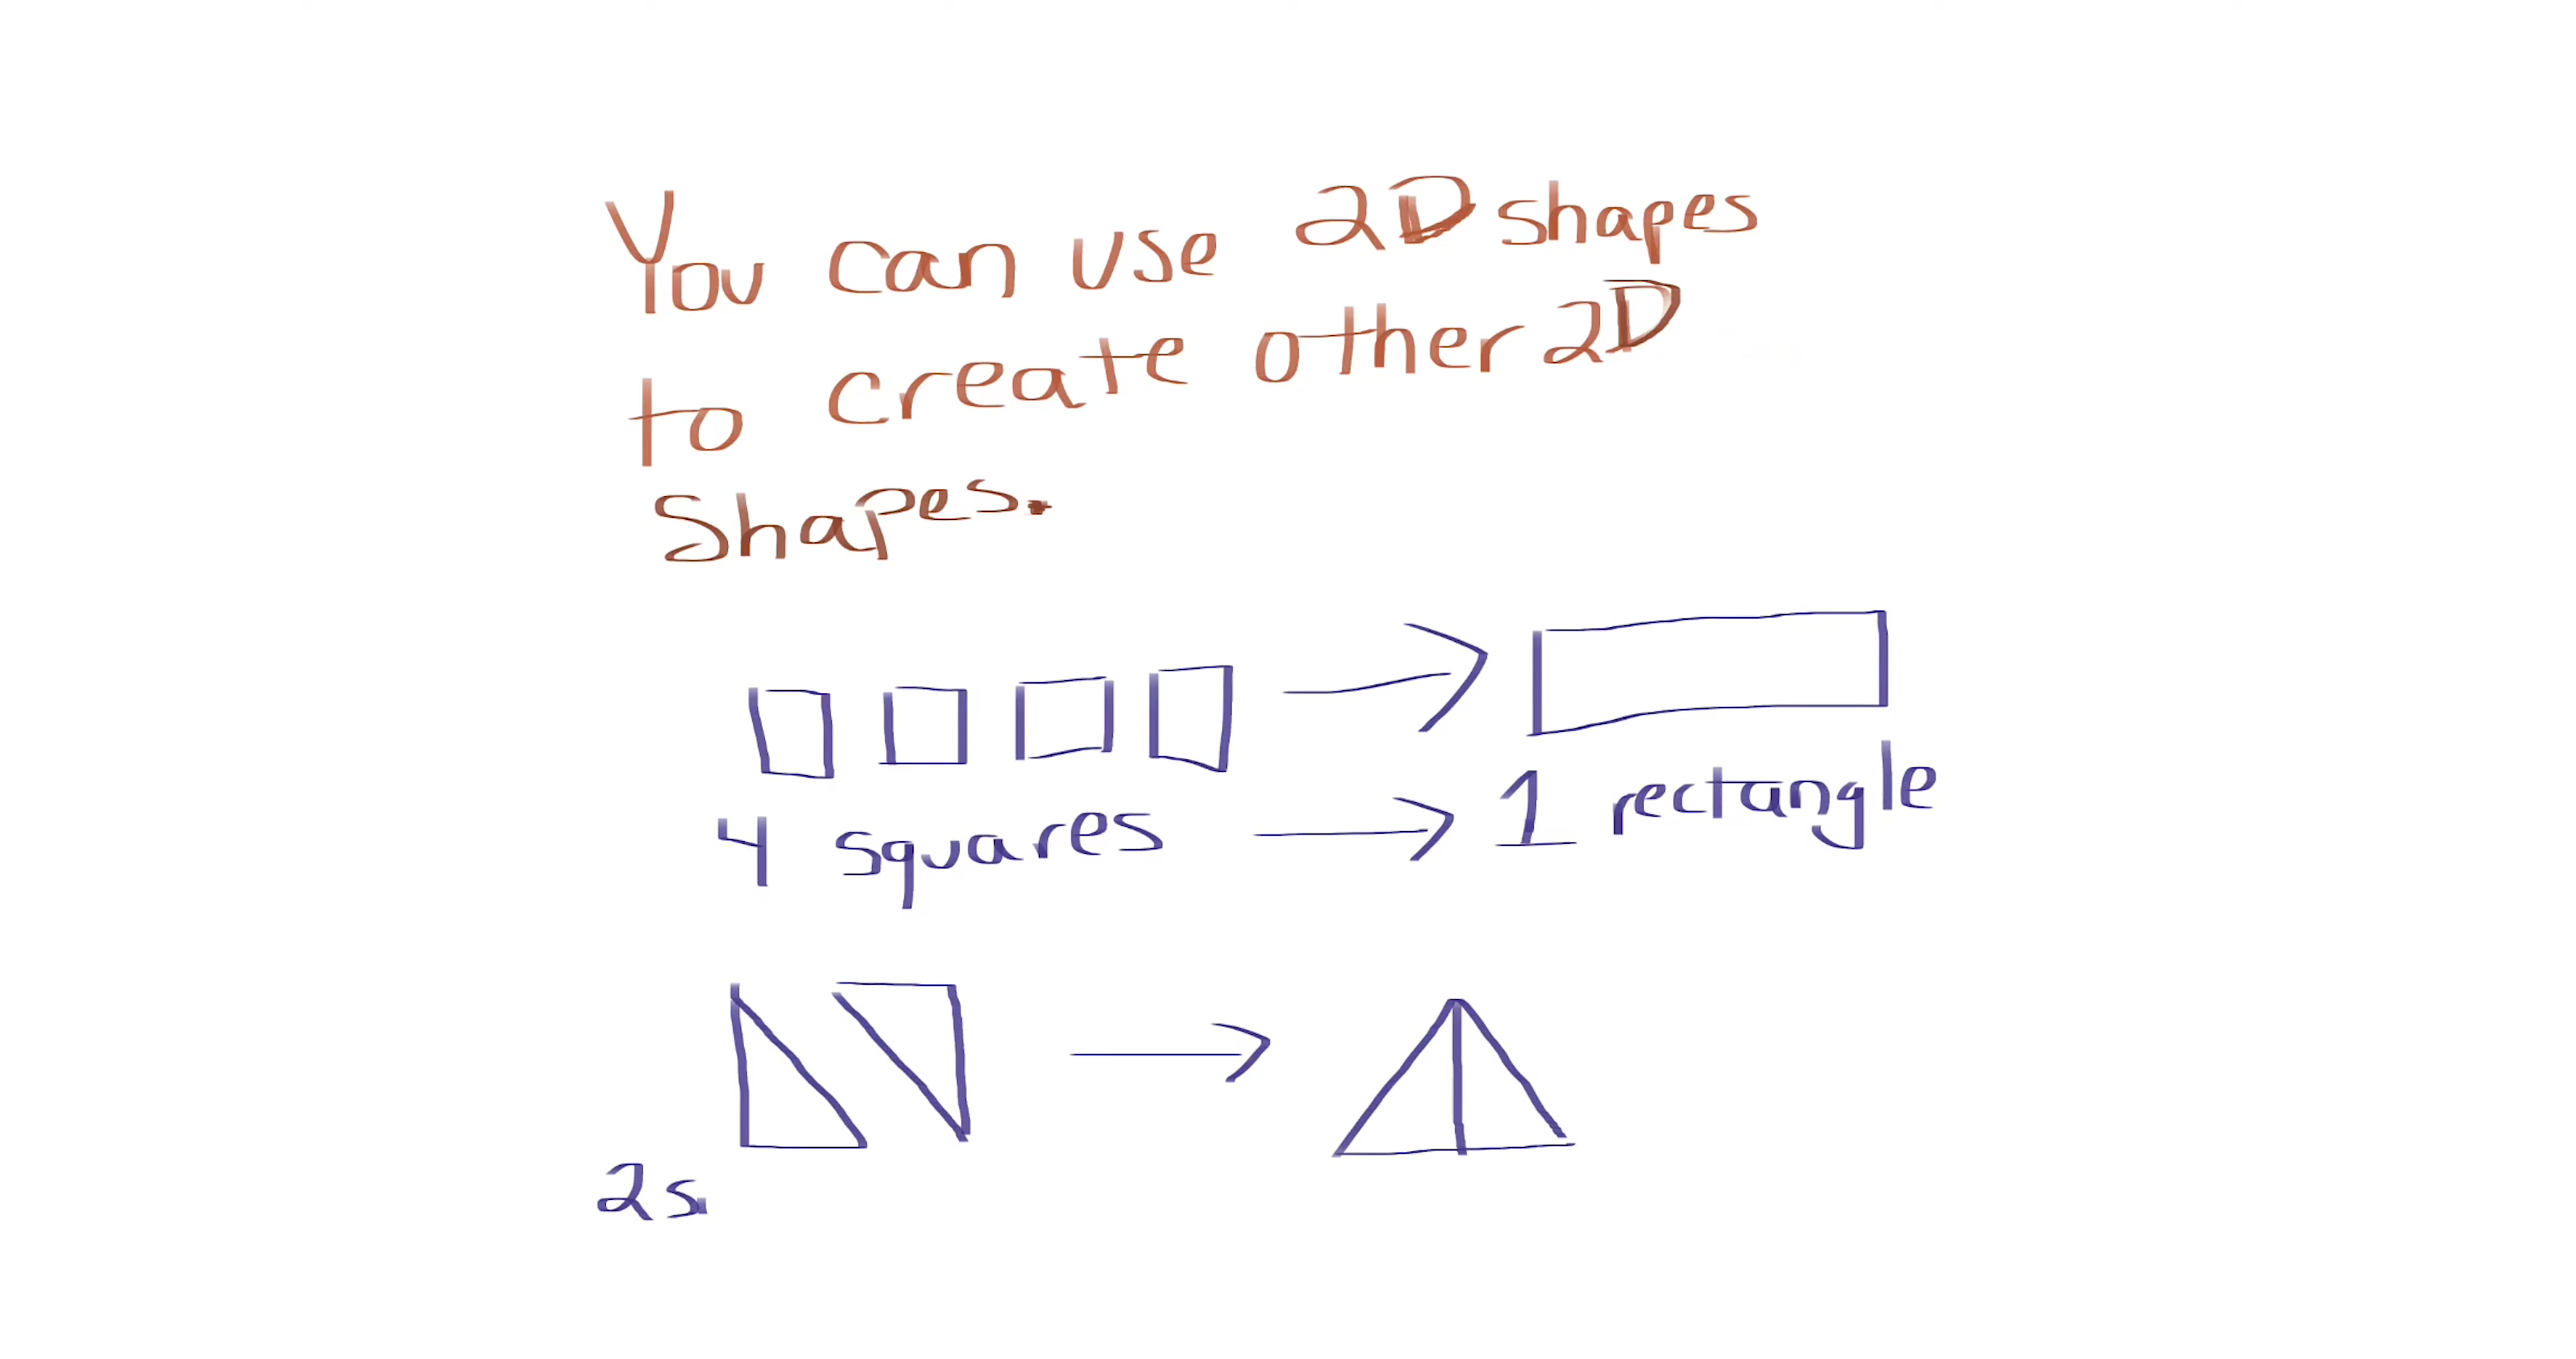 You can use 2D shapes
to create other 2D
Shapes.
4 squares → 1 rectangle
2s